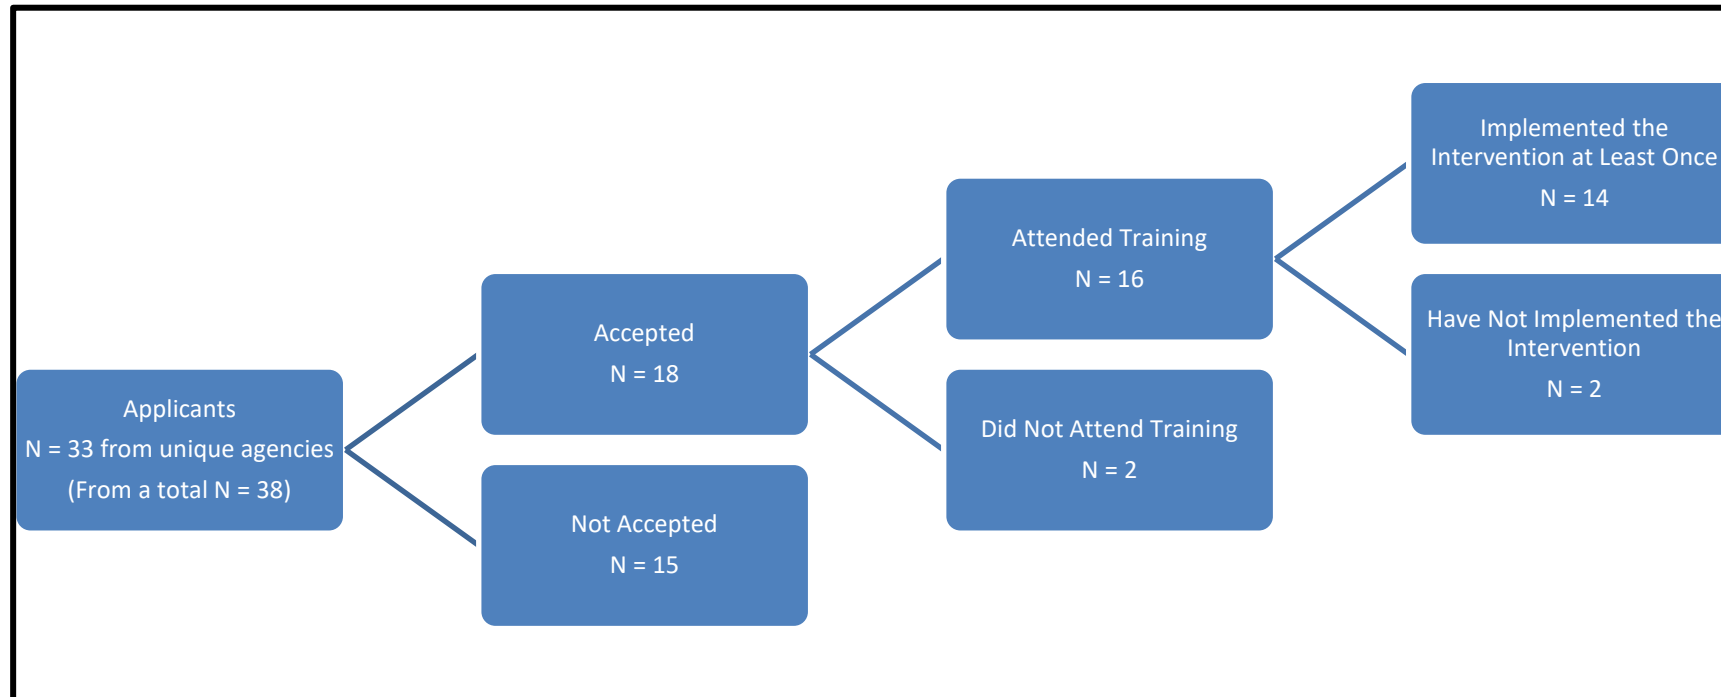 Applicants
N = 33 from unique agencies
(From a total N = 38)
Accepted
N = 18
Not Accepted
N = 15
Attended Training
N = 16
Did Not Attend Training
N = 2
Implemented the
Intervention at Least Once
N = 14
Have Not Implemented the
Intervention
N = 2